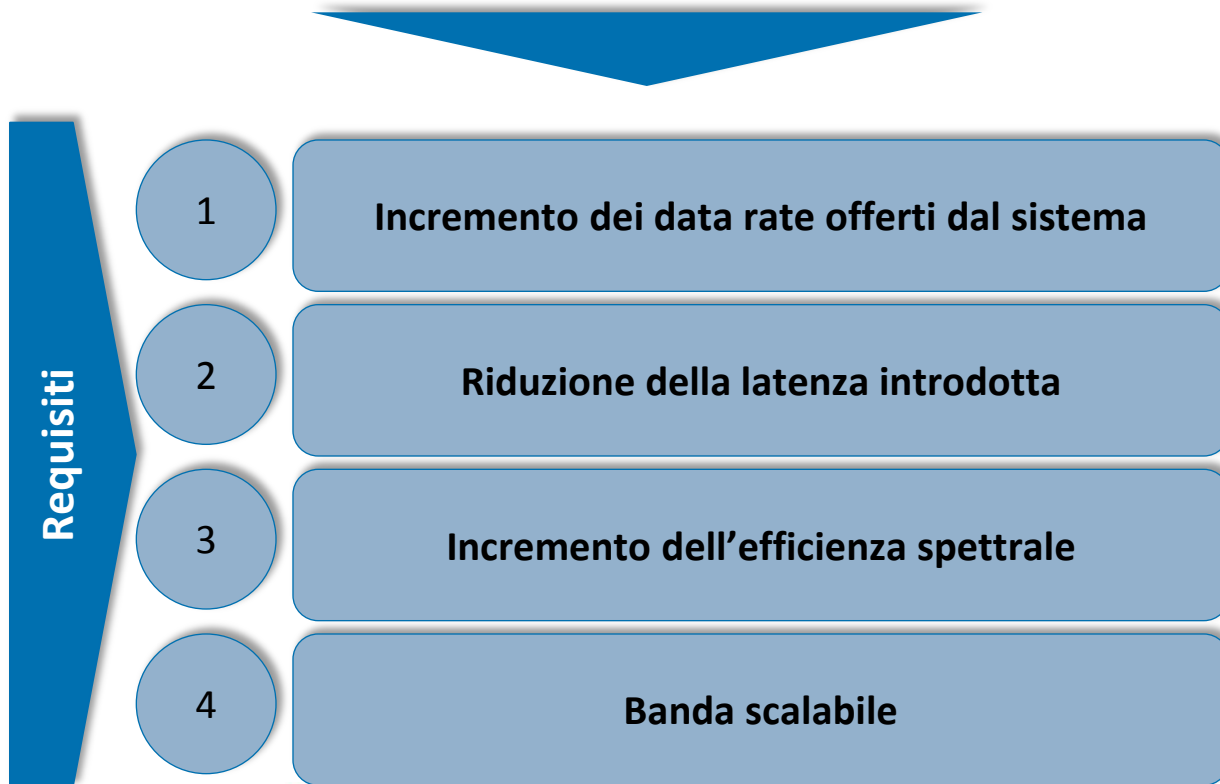 Requisiti
1
Incremento dei data rate offerti dal sistema
2
Riduzione della latenza introdotta
3
Incremento dell’efficienza spettrale
4
Banda scalabile